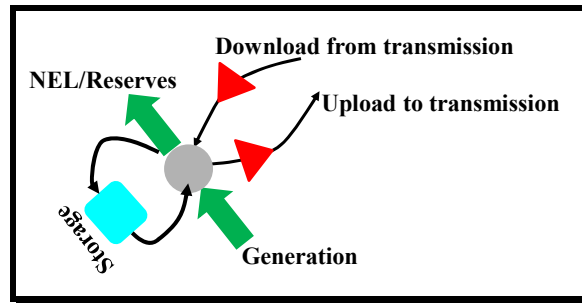 Download from transmission
NEL/Reserves
Upload to transmission
Storage
Generation